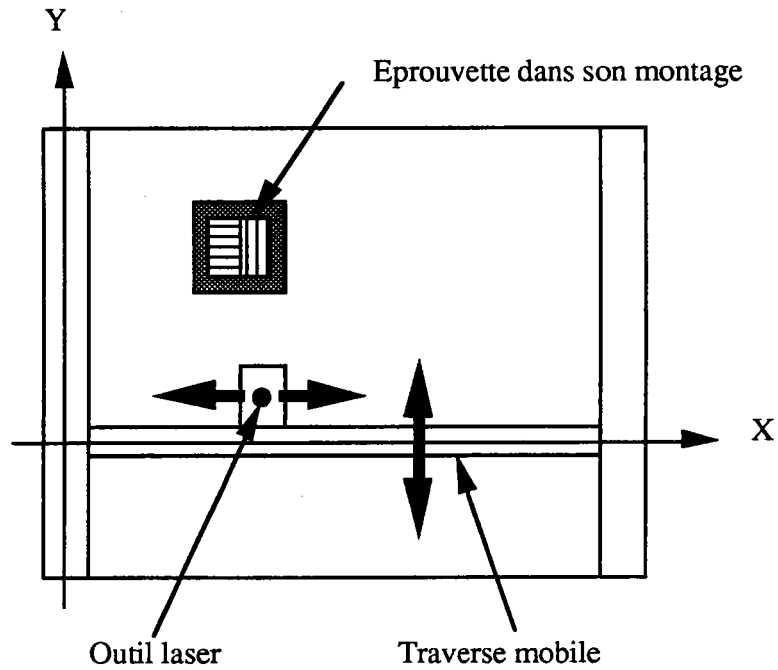 Y
Eprouvette dans son montage
X
Outil laser
Traverse mobile